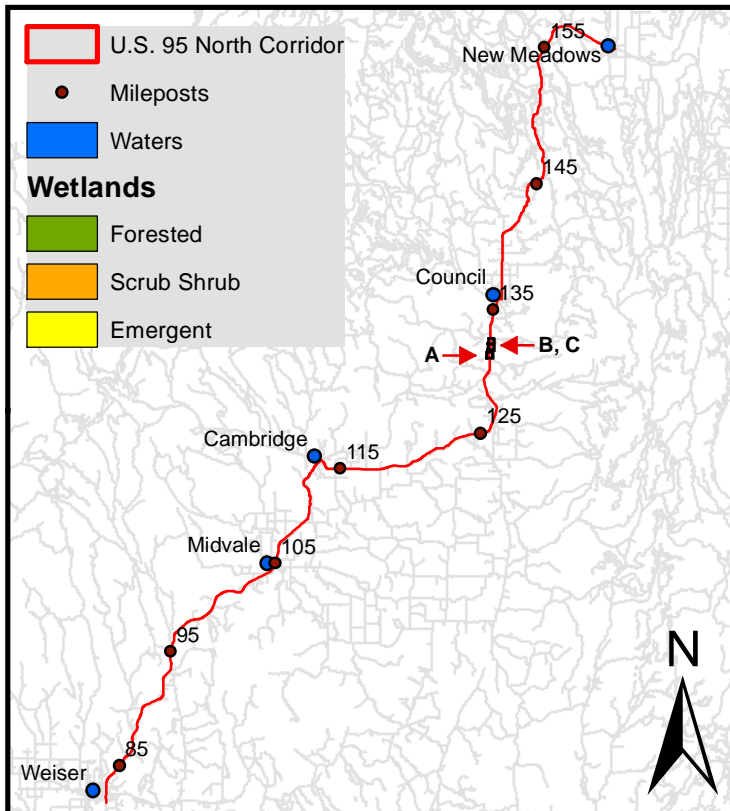 U.S. 95 North Corridor
Mileposts
Waters
Wetlands
Forested
Scrub Shrub
Emergent
155
New Meadows
145
Council
135
A
B, C
125
Cambridge
115
Midvale
105
95
N
85
Weiser